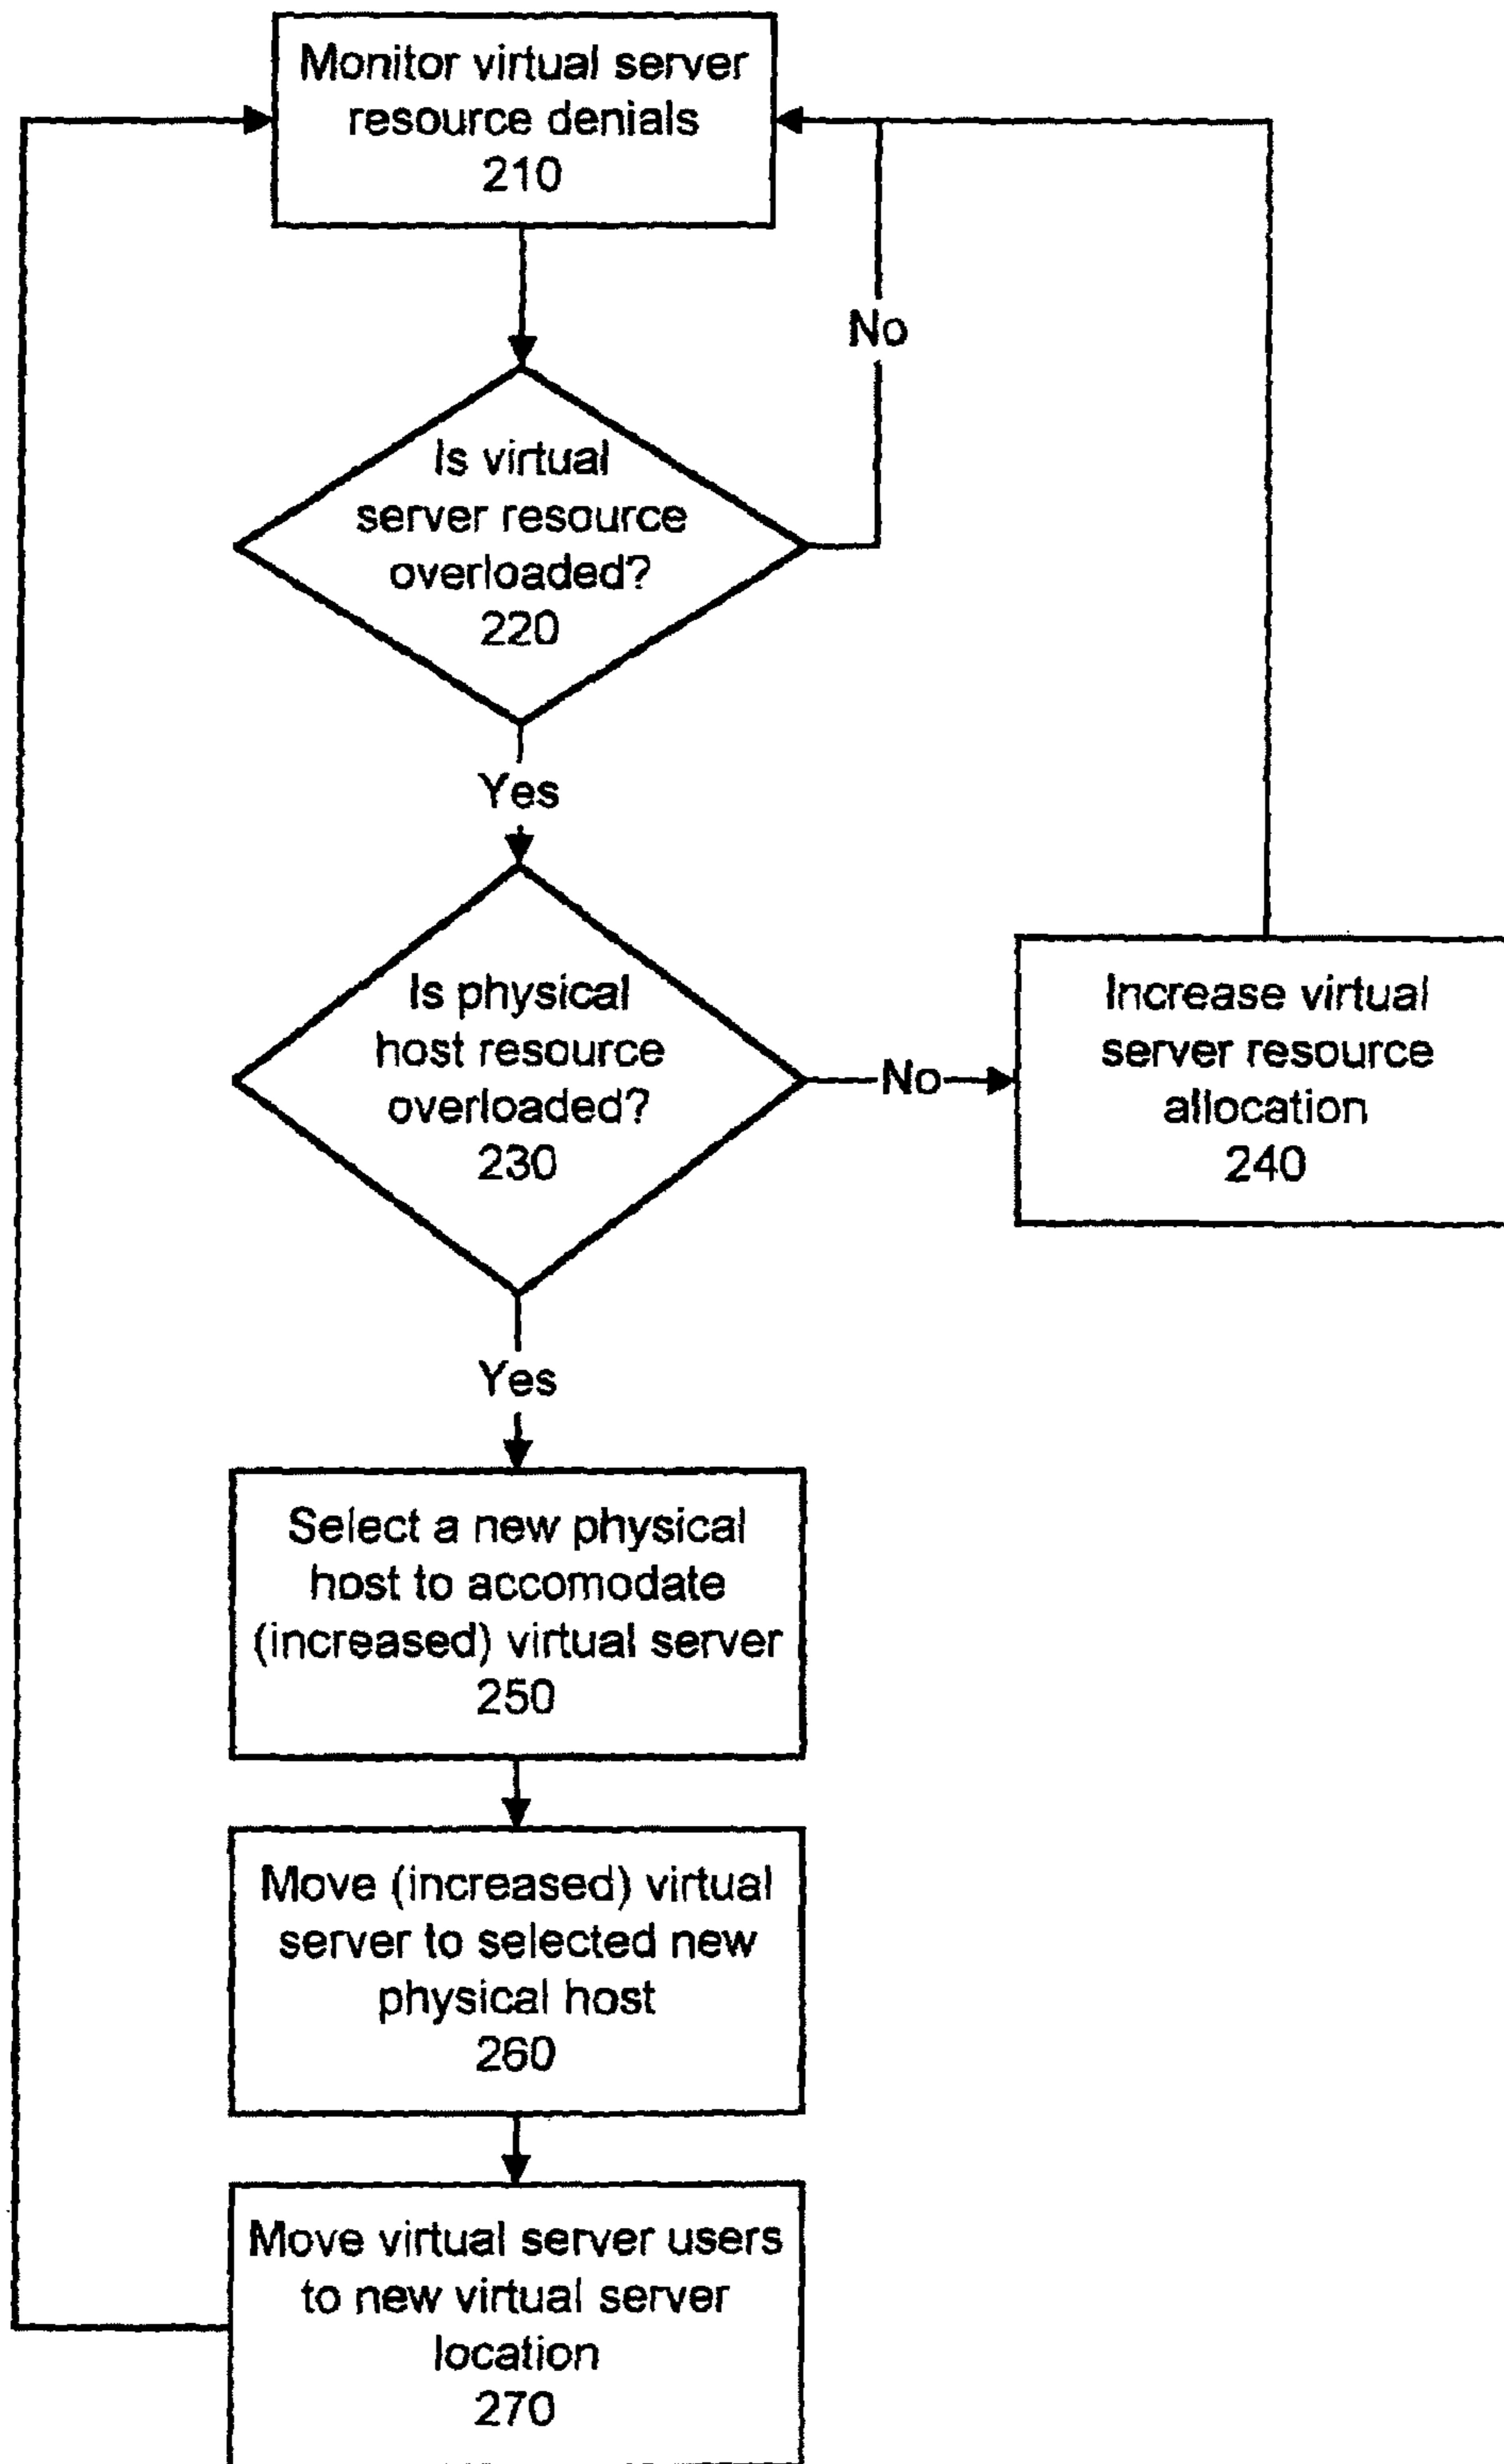 Monitor virtual server
resource denials
210
No
Is virtual
server resource
overloaded?
220
Yes
Is physical
host resource
overloaded?
230
No
Increase virtual
server resource
allocation
240
Yes
Select a new physical
host to accomodate
(increased) virtual server
250
Move (increased) virtual
server to selected new
physical host
260
Move virtual server users
to new virtual server
location
270